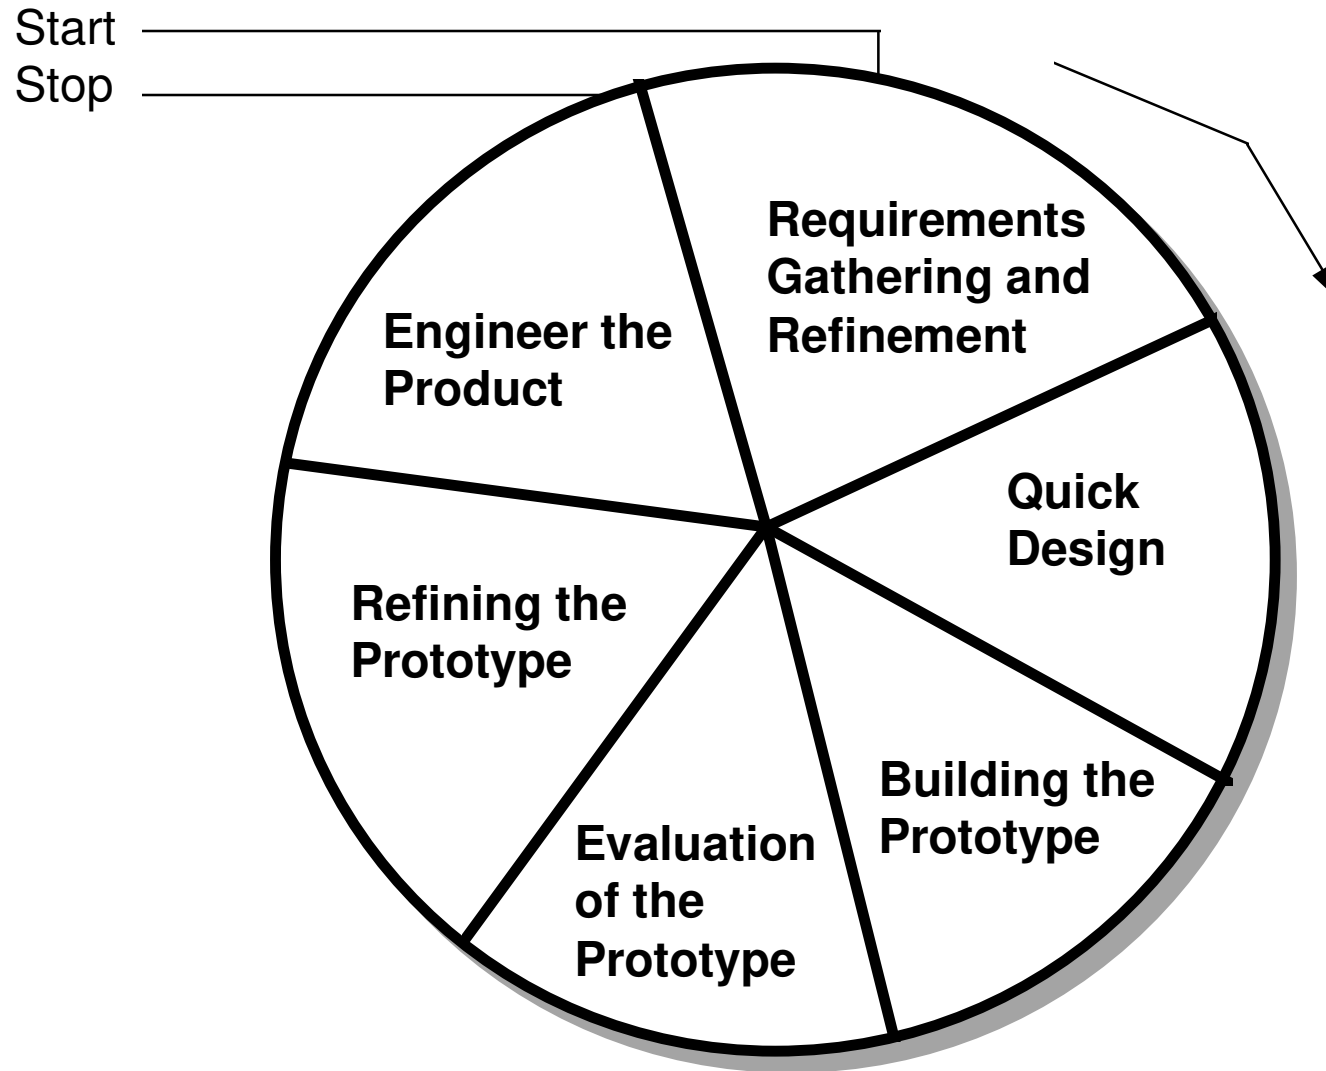 Start
Stop
Requirements
Gathering and
Refinement
Engineer the
Product
Quick
Design
Refining the
Prototype
Building the
Prototype
Evaluation
of the
Prototype